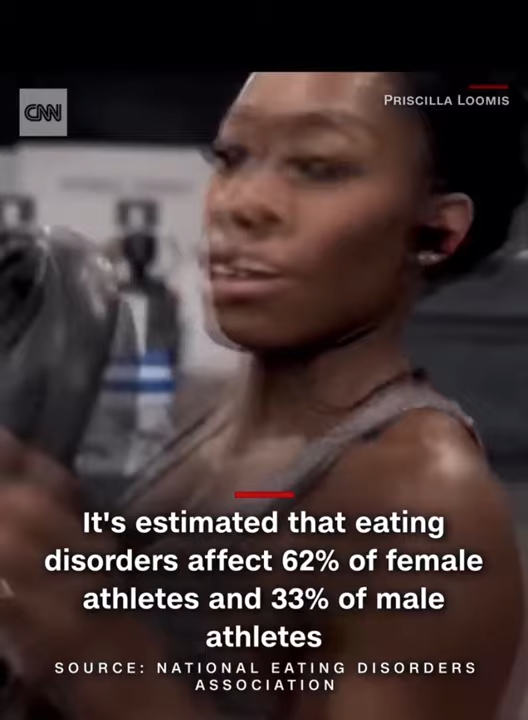 CNN
PRISCILLA LOOMIS
It's estimated that eating
disorders affect 62% of female
athletes and 33% of male
athletes
SOURCE: NATIONAL EATING DISORDERS
ASSOCIATION